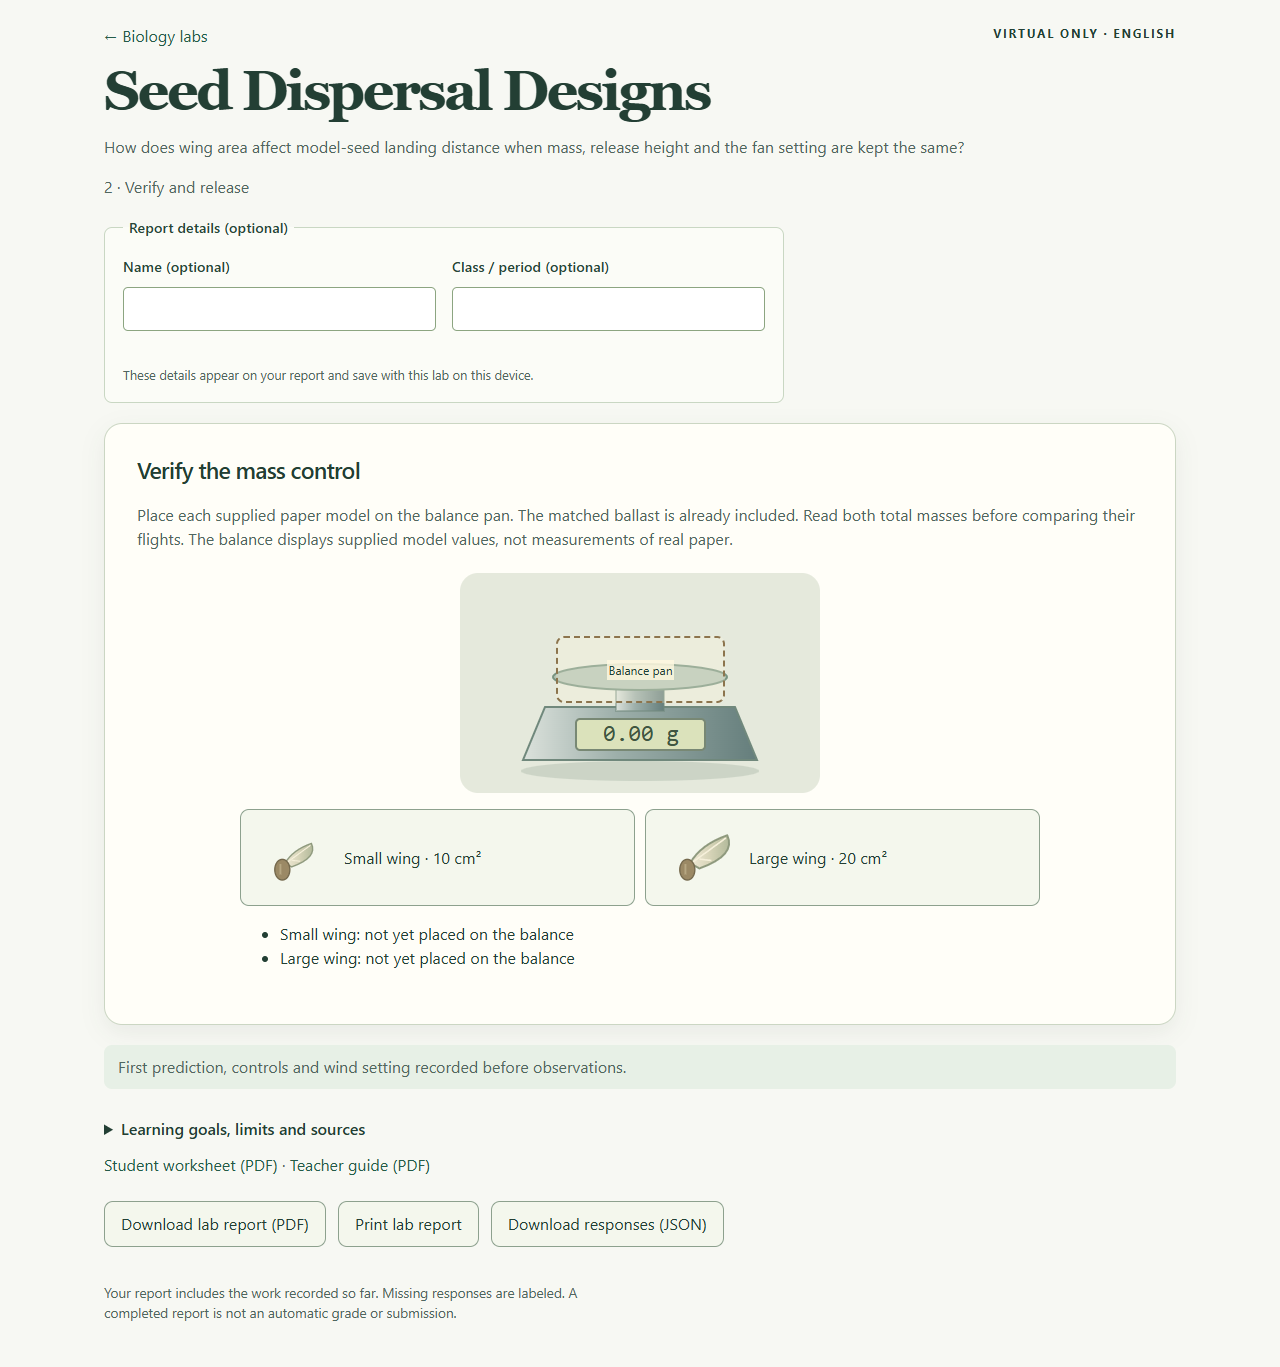 ← Biology labs
VIRTUAL ONLY · ENGLISH
Seed Dispersal Designs
How does wing area affect model-seed landing distance when mass, release height and the fan setting are kept the same?
2 · Verify and release
Report details (optional)
Name (optional)
Class / period (optional)
These details appear on your report and save with this lab on this device.
Verify the mass control
Place each supplied paper model on the balance pan. The matched ballast is already included. Read both total masses before comparing their
flights. The balance displays supplied model values, not measurements of real paper.
Balance pan
0.00 g
Small wing · 10 cm²
Large wing · 20 cm²
• Small wing: not yet placed on the balance
• Large wing: not yet placed on the balance
First prediction, controls and wind setting recorded before observations.
▶ Learning goals, limits and sources
Student worksheet (PDF) · Teacher guide (PDF)
Download lab report (PDF)
Print lab report
Download responses (JSON)
Your report includes the work recorded so far. Missing responses are labeled. A
completed report is not an automatic grade or submission.